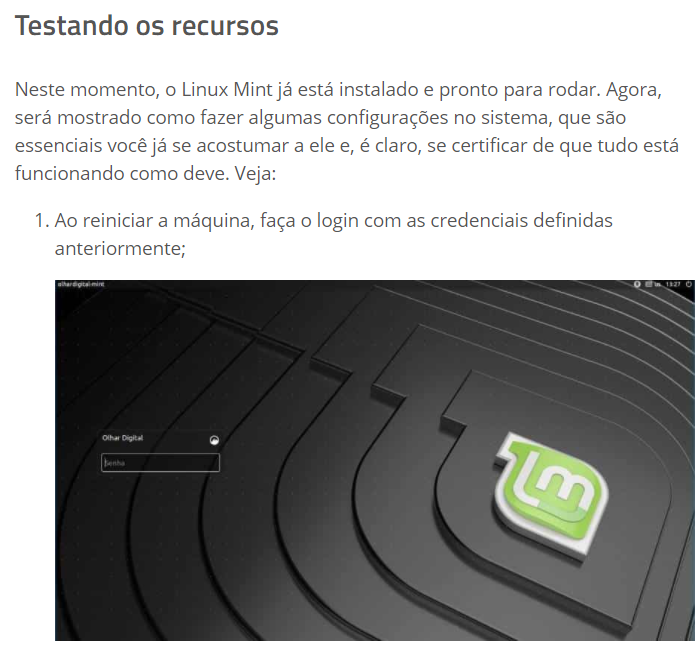 Testando os recursos
Neste momento, o Linux Mint já está instalado e pronto para rodar. Agora,
será mostrado como fazer algumas configurações no sistema, que são
essenciais você já se acostumar a ele e, é claro, se certificar de que tudo está
funcionando como deve. Veja:
1. Ao reiniciar a máquina, faça o login com as credenciais definidas
anteriormente;
olhardigital-mint
13:27
Olhar Digital
Senha
lm